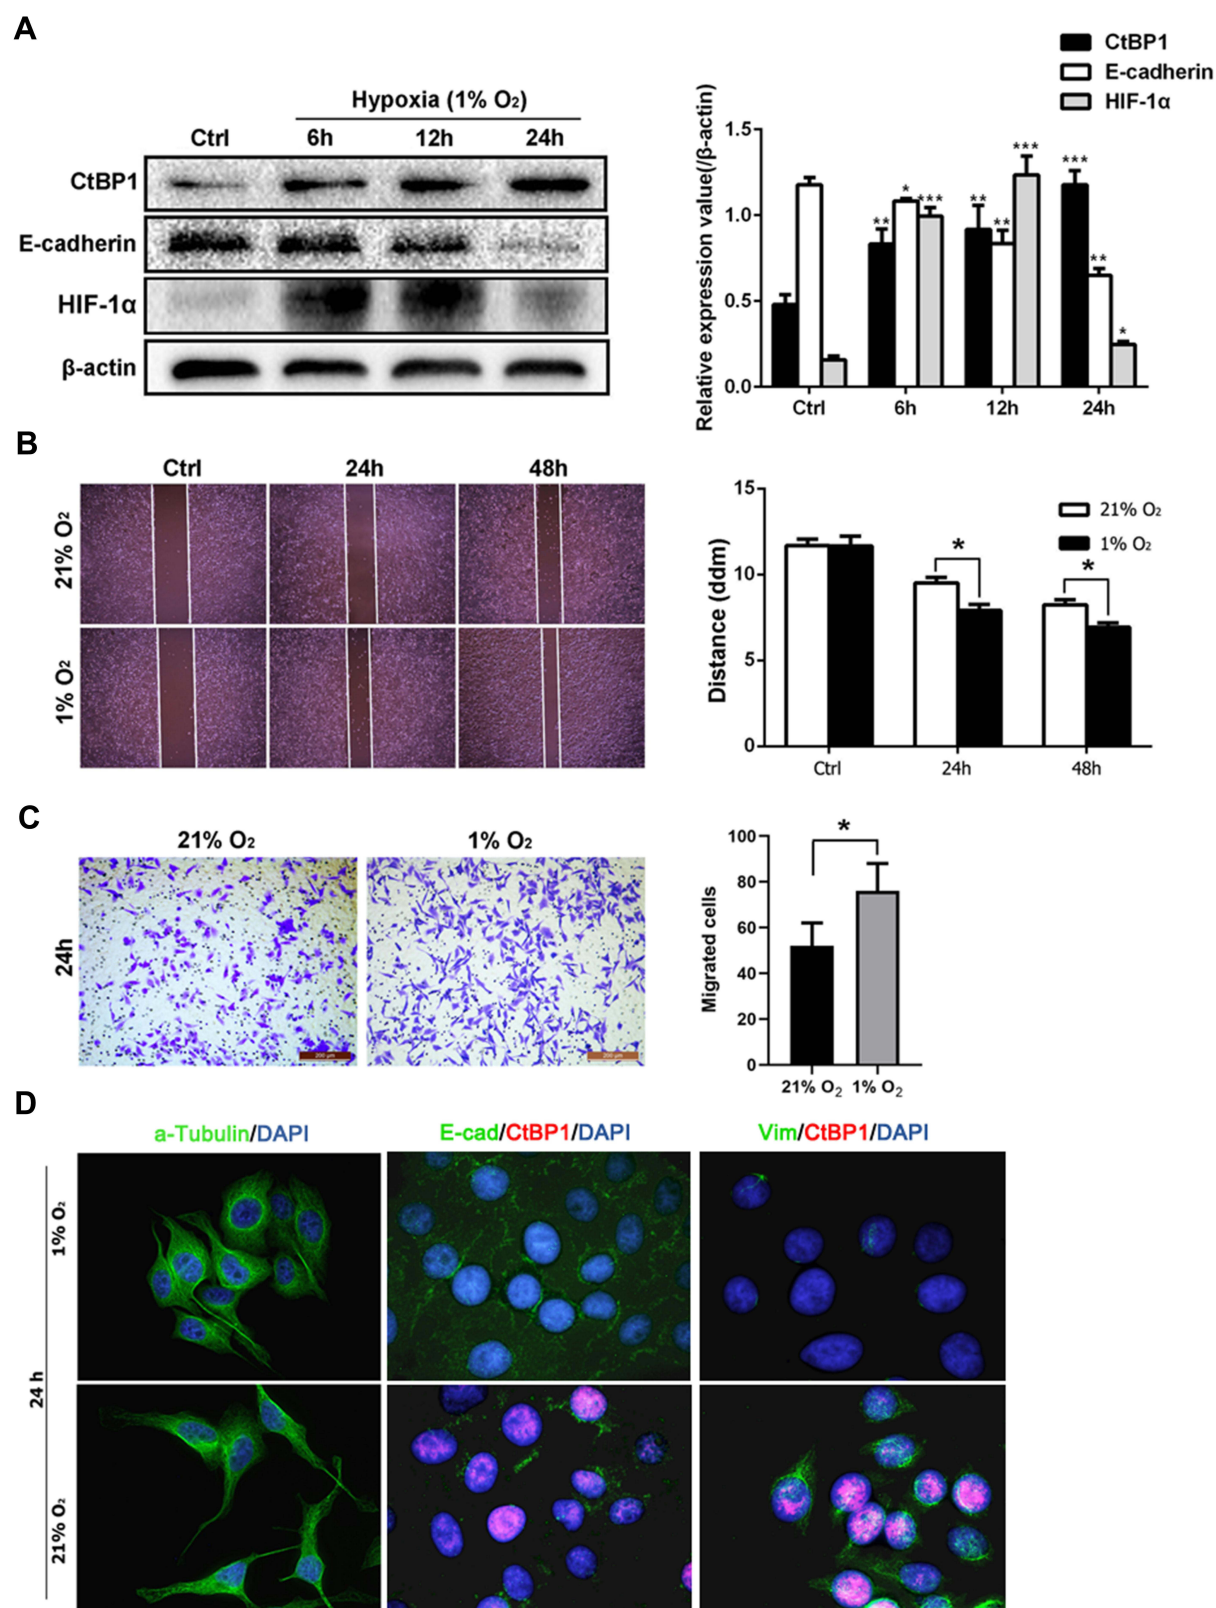 A
Hypoxia (1% O₂)
Ctrl 6h 12h 24h
CtBP1
E-cadherin
HIF-1α
β-actin
CtBP1
E-cadherin
HIF-1α
Relative expression value(/β-actin)
1.5
1.0
0.5
0.0
** * ***
** ** ***
*** ** *
Ctrl 6h 12h 24h
B
Ctrl 24h 48h
21% O₂
1% O₂
Distance (ddm)
15
10
5
0
21% O₂
1% O₂
*
*
Ctrl 24h 48h
C
21% O₂ 1% O₂
24h
200 μm
200 μm
Migrated cells
100
80
60
40
20
0
*
21% O₂ 1% O₂
D
a-Tubulin/DAPI E-cad/CtBP1/DAPI Vim/CtBP1/DAPI
24 h
1% O₂
21% O₂